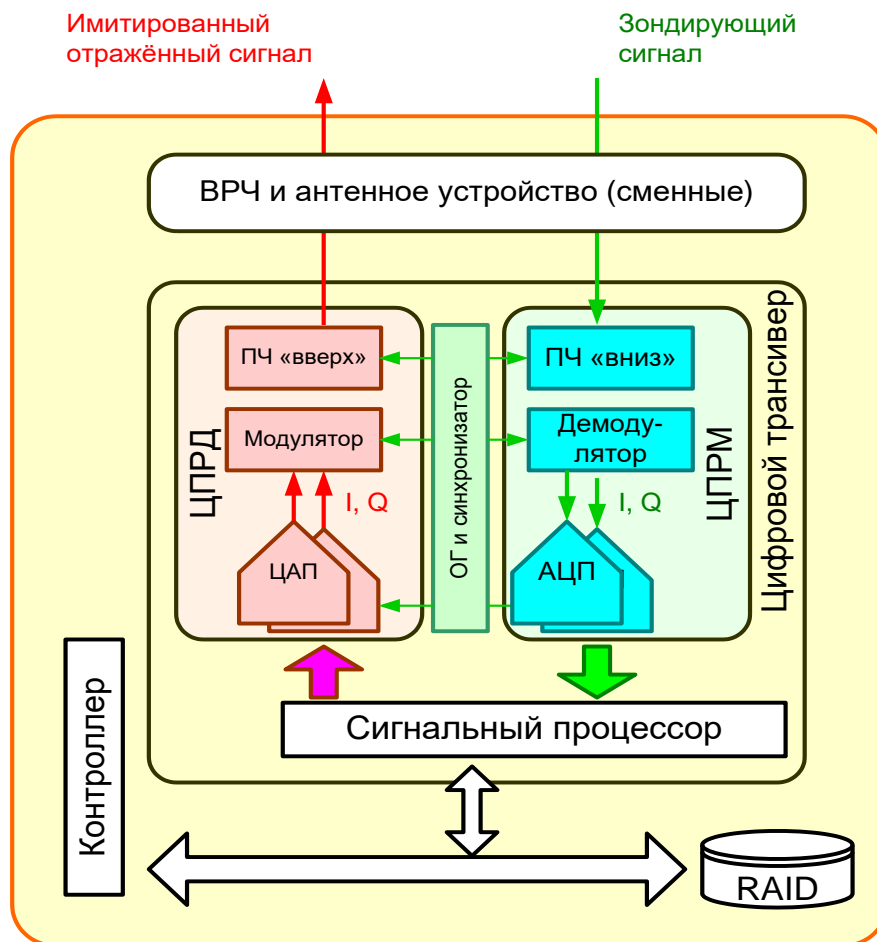 Имитированный
отражённый сигнал
Зондирующий
сигнал
ВРЧ и антенное устройство (сменные)
ЦПРД
ПЧ «вверх»
Модулятор
I, Q
ЦАП
ОГ и синхронизатор
ПЧ «вниз»
Демоду-
лятор
I, Q
АЦП
ЦПРМ
Цифровой трансивер
Сигнальный процессор
Контроллер
RAID